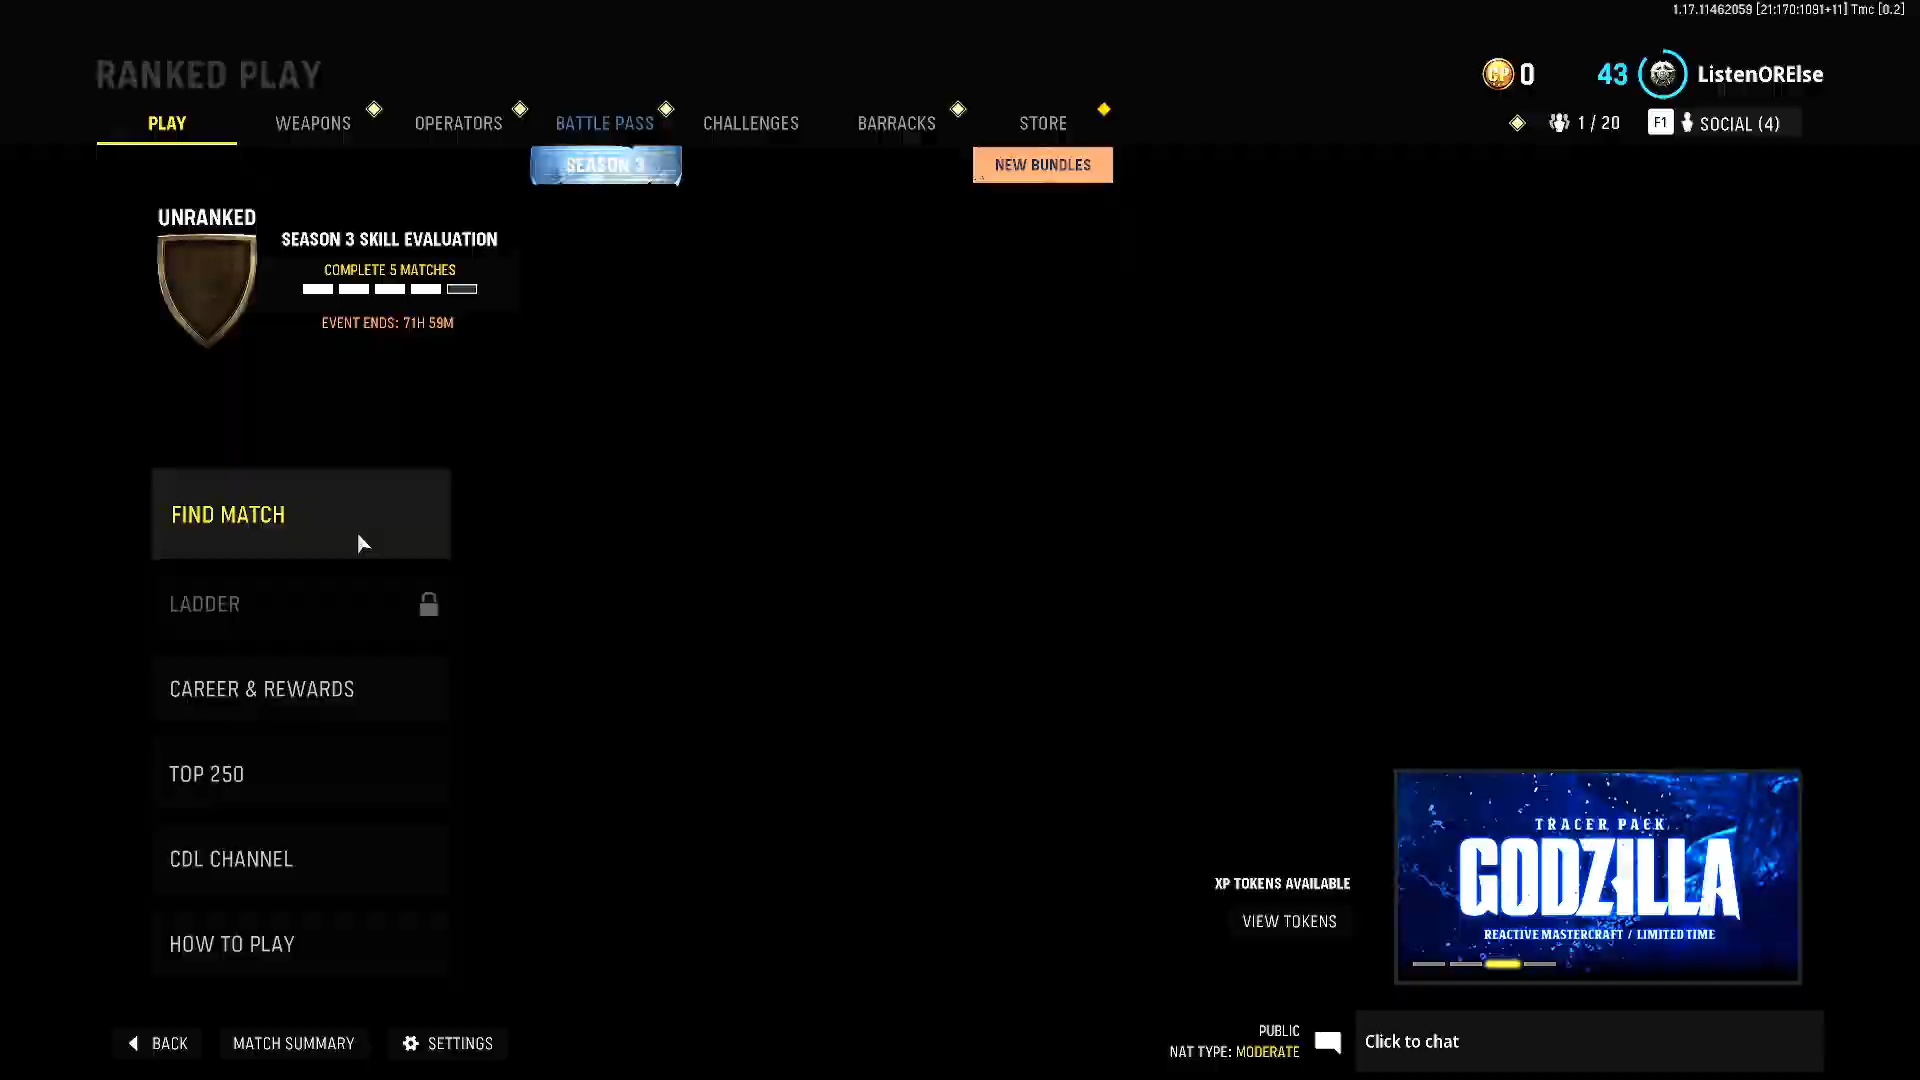 1.17.11462059 [21:170:1091+11] Tmc [0.2]
RANKED PLAY
0
43
ListenORElse
PLAY
WEAPONS
OPERATORS
BATTLE PASS
CHALLENGES
BARRACKS
STORE
1 / 20
F1
SOCIAL (4)
SEASON 3
NEW BUNDLES
UNRANKED
SEASON 3 SKILL EVALUATION
COMPLETE 5 MATCHES
EVENT ENDS: 71H 59M
FIND MATCH
LADDER
CAREER & REWARDS
TOP 250
CDL CHANNEL
HOW TO PLAY
TRACER PACK
GODZILLA
REACTIVE MASTERCRAFT / LIMITED TIME
XP TOKENS AVAILABLE
VIEW TOKENS
BACK
MATCH SUMMARY
SETTINGS
PUBLIC
NAT TYPE: MODERATE
Click to chat